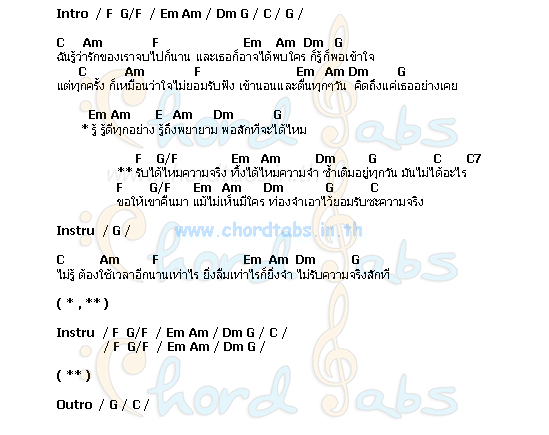 Intro / F G/F / Em Am / Dm G / C / G /
C Am F Em Am Dm G
ฉันรู้ว่ารักของเราจบไปก็นาน และเธอก็อาจได้พบใคร ก็รู้ก็พอเข้าใจ
C Am F Em Am Dm G
แต่ทุกครั้ง ก็เหมือนว่าใจไม่ยอมรับฟัง เข้านอนและตื่นทุกๆวัน คิดถึงแค่เธออย่างเคย
Em Am E Am Dm G
* รู้ รู้ดีทุกอย่าง รู้ถึงพยายาม พอสักทีจะได้ไหม
F G/F Em Am Dm G C C7
** รับได้ไหมความจริง ทิ้งได้ไหมความจำ ซ้ำเดิมอยู่ทุกวัน มันไม่ได้อะไร
F G/F Em Am Dm G C
ขอให้เขาคืนมา แม้ไม่เห็นมีใคร ท่องจำเอาไว้ยอมรับซะความจริง
Instru / G /
www.chordtabs.in.th
C Am F Em Am Dm G
ไม่รู้ ต้องใช้เวลาอีกนานเท่าไร ยิ่งลืมเท่าไรก็ยิ่งจำ ไม่รับความจริงสักที
( * , ** )
Instru / F G/F / Em Am / Dm G / C /
/ F G/F / Em Am / Dm G /
( ** )
Outro / G / C /
Chord Tabs